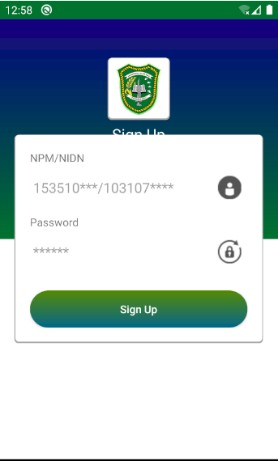 12:58
Sign Up
NPM/NIDN
153510***/103107****
Password
******
Sign Up